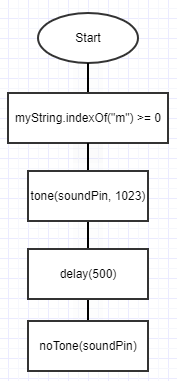 Start
myString.indexOf("m") >= 0
tone(soundPin, 1023)
delay(500)
noTone(soundPin)